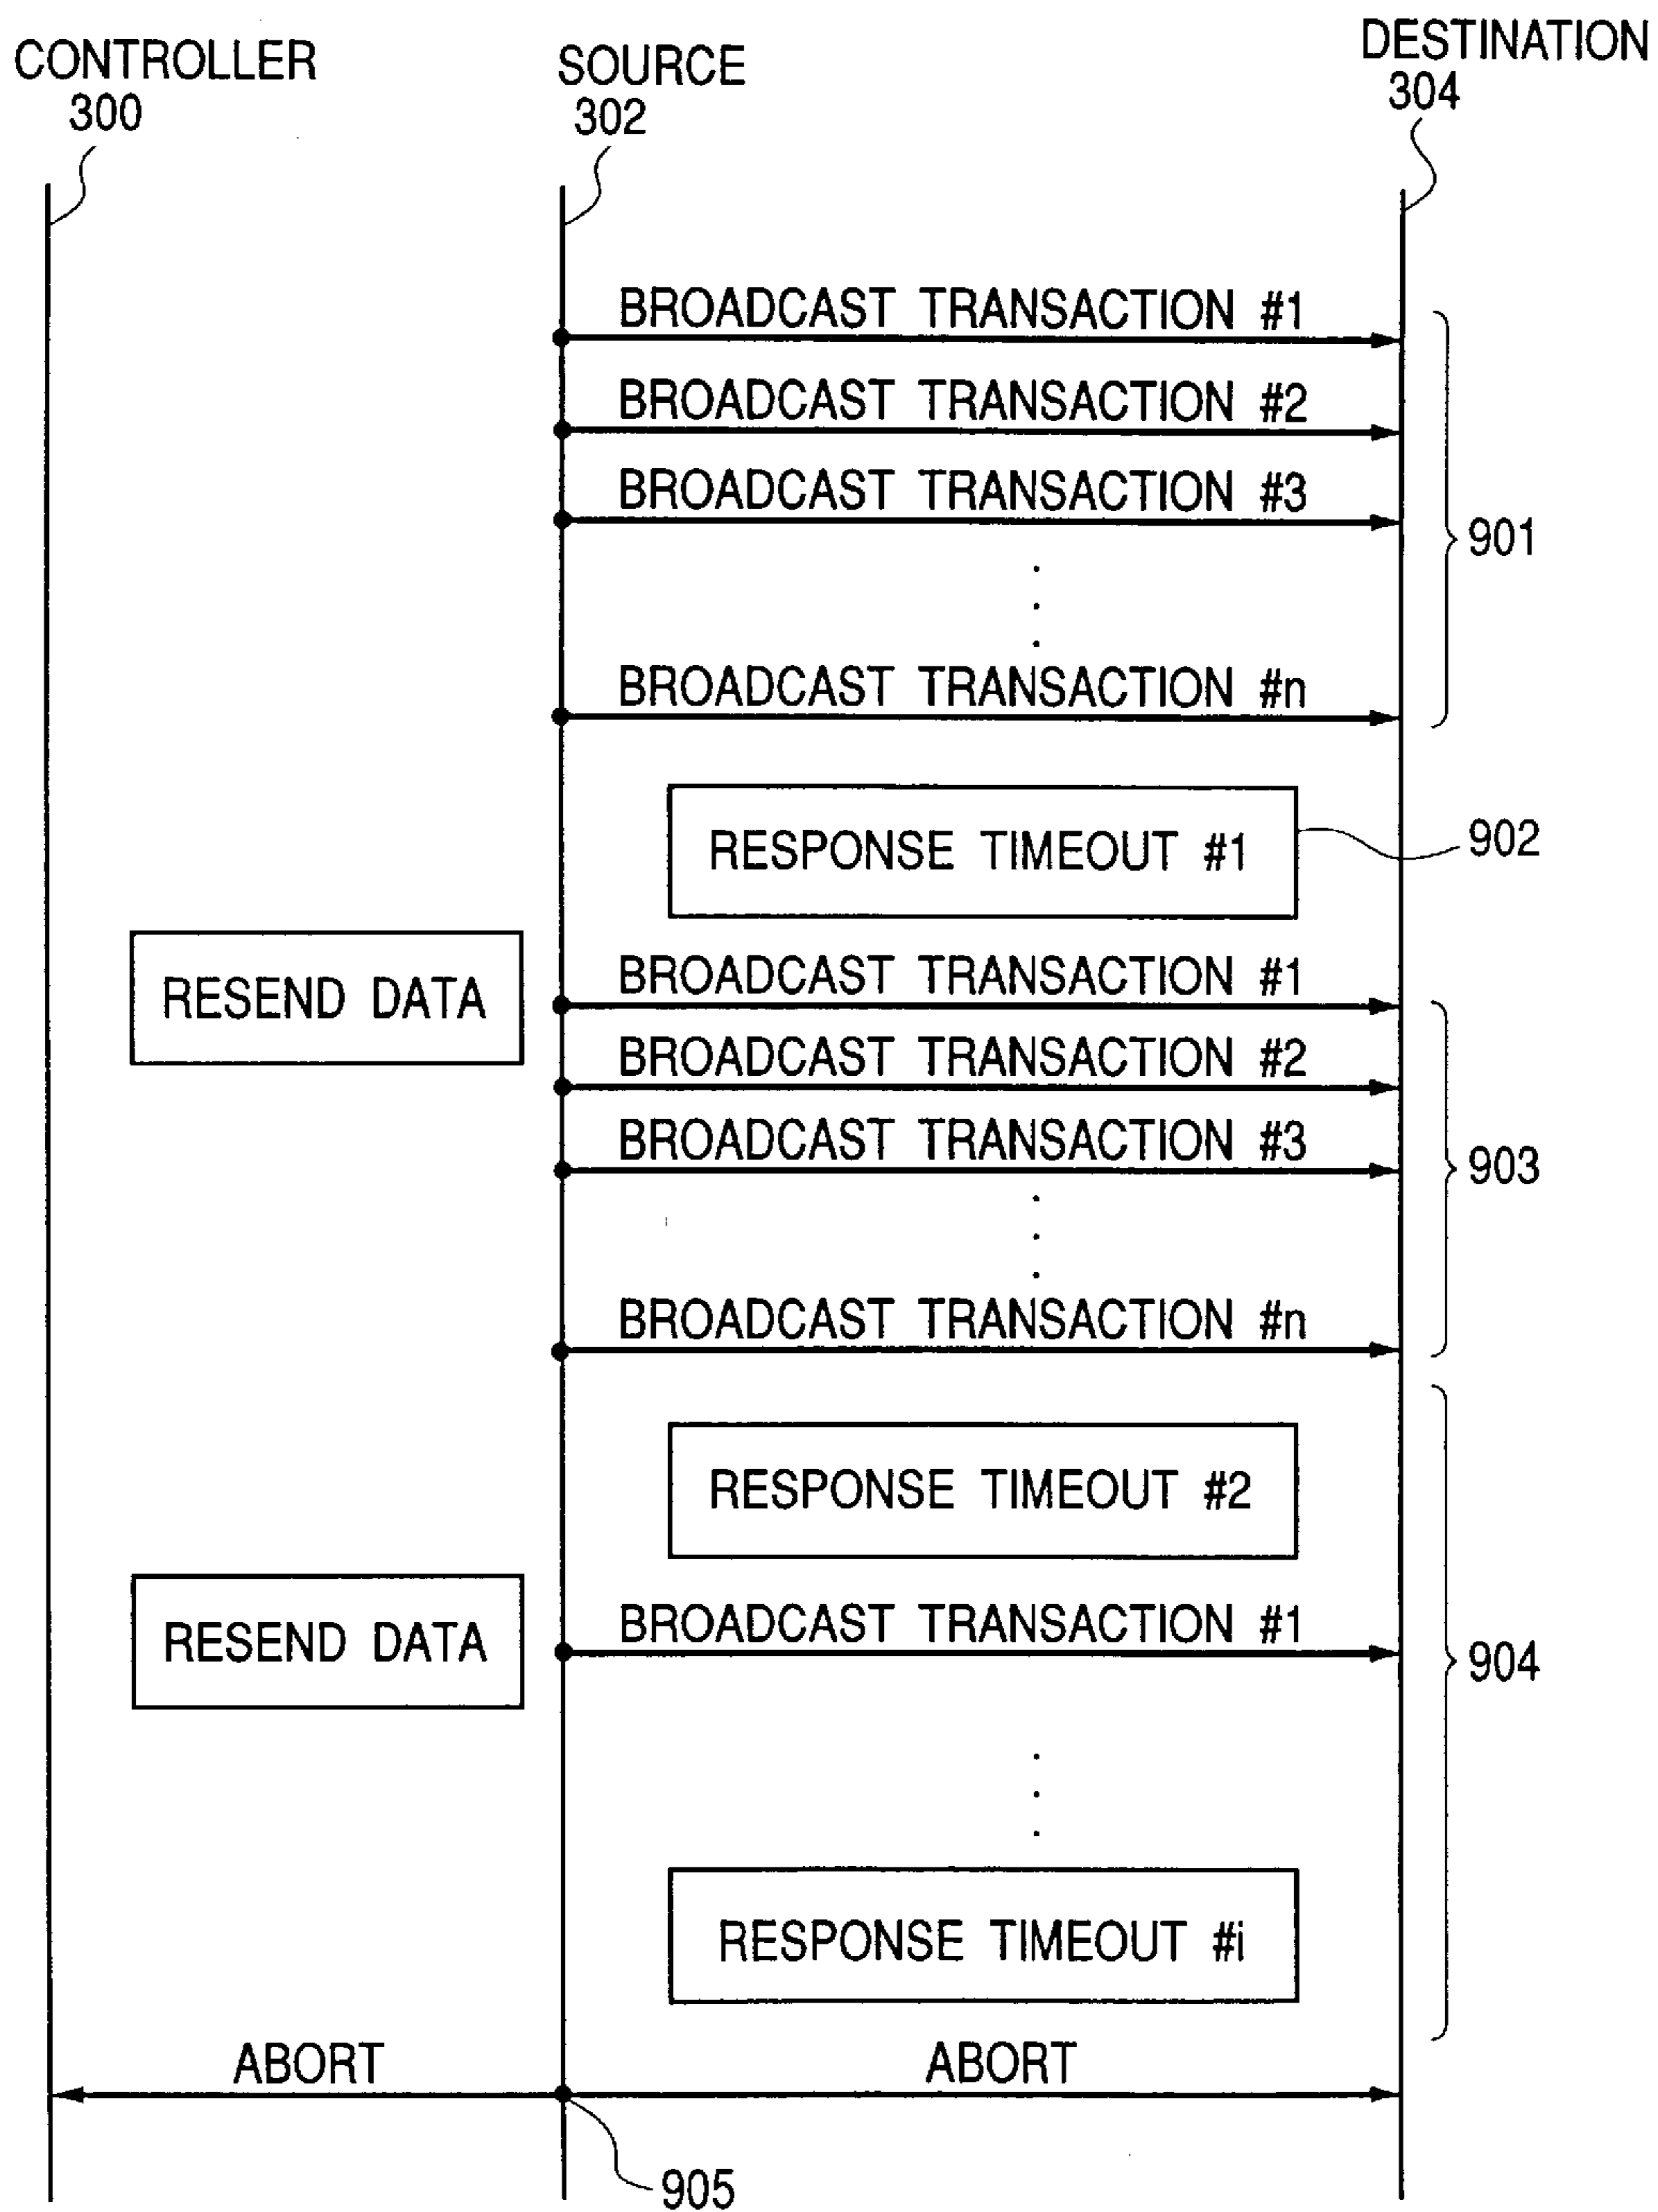 CONTROLLER
300
SOURCE
302
DESTINATION
304
BROADCAST TRANSACTION #1
BROADCAST TRANSACTION #2
BROADCAST TRANSACTION #3
901
BROADCAST TRANSACTION #n
RESPONSE TIMEOUT #1
902
RESEND DATA
BROADCAST TRANSACTION #1
BROADCAST TRANSACTION #2
BROADCAST TRANSACTION #3
903
BROADCAST TRANSACTION #n
RESPONSE TIMEOUT #2
RESEND DATA
BROADCAST TRANSACTION #1
904
RESPONSE TIMEOUT #i
ABORT
ABORT
905